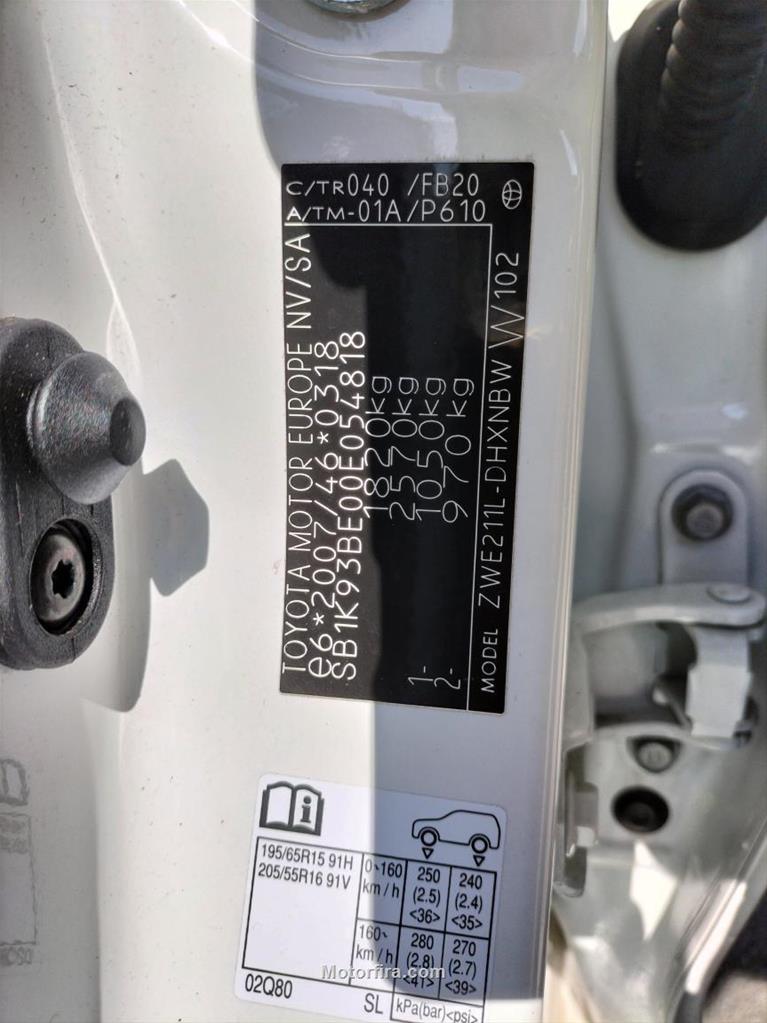 C/TR040 /FB20
A/TM-01A/P610
TOYOTA MOTOR EUROPE NV/SA
e6*2007/46*0318
SB1K93BE00E054818
1820kg
2570kg
1- 1050kg
2- 970kg
MODEL ZWE211L-DHXNBW W102
195/65R15 91H
205/55R16 91V
0~160 km/h
250 (2.5) <36>
240 (2.4) <35>
160~ km/h
280 (2.8) <41>
270 (2.7) <39>
02Q80
SL
kPa(bar)<psi>
Motorfira.com